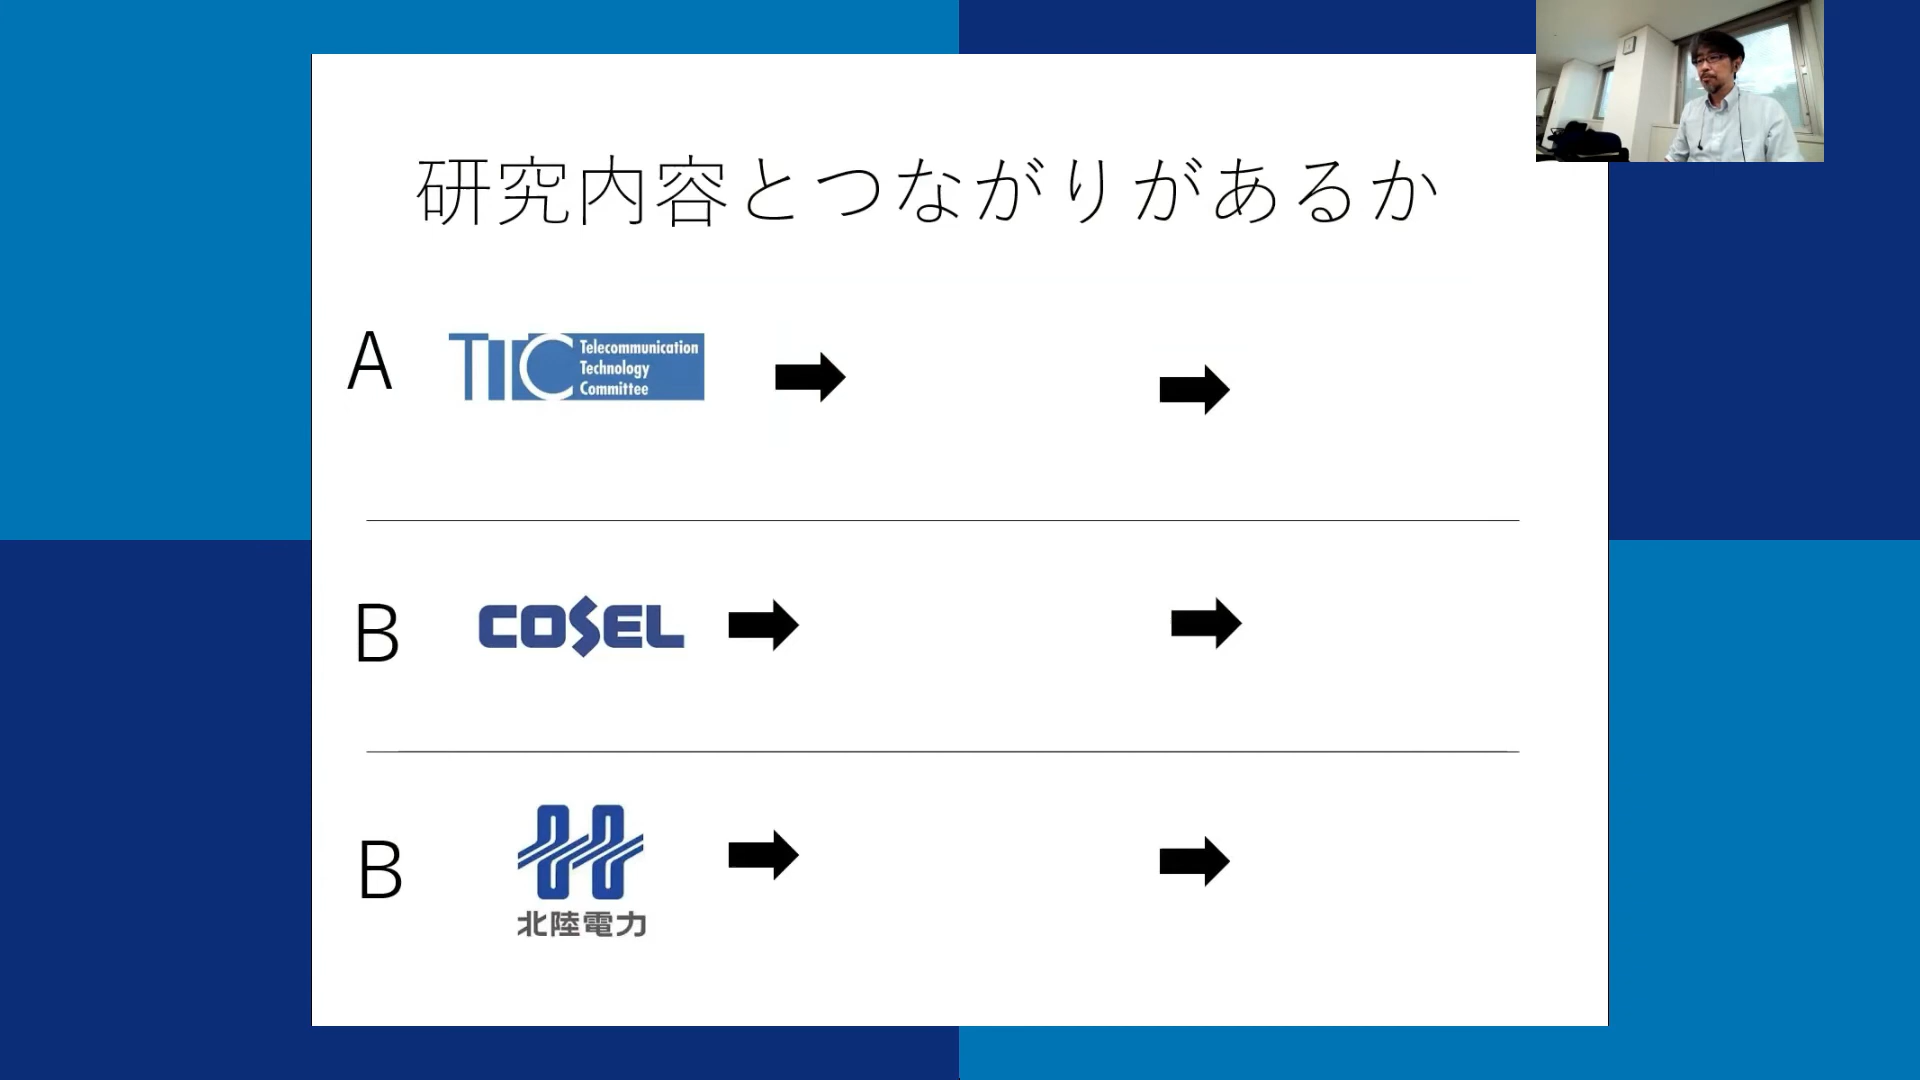 研究内容とつながりがあるか
A
TTC Telecommunication
Technology
Committee
B
COSEL
B
北陸電力